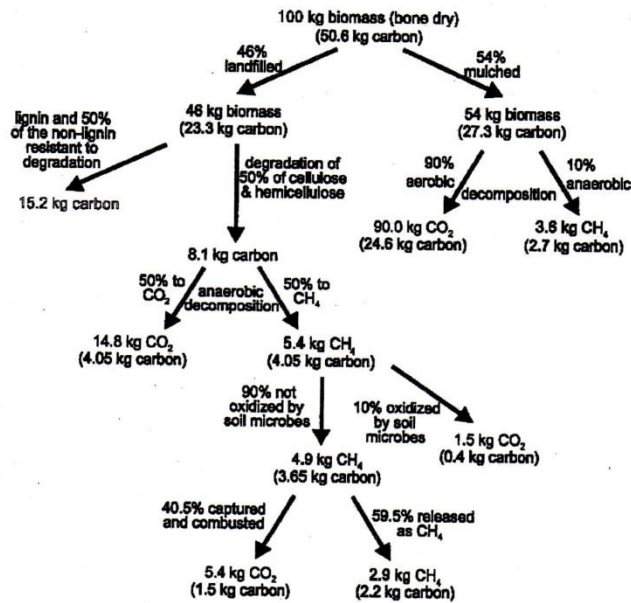 100 kg biomass (bone dry)
(50.6 kg carbon)
46%
landfilled
54%
mulched
lignin and 50%
of the non-lignin
resistant to
degradation
46 kg biomass
(23.3 kg carbon)
54 kg biomass
(27.3 kg carbon)
15.2 kg carbon
degradation of
50% of cellulose
& hemicellulose
90%
aerobic
decomposition
10%
anaerobic
90.0 kg CO₂
(24.6 kg carbon)
3.6 kg CH₄
(2.7 kg carbon)
8.1 kg carbon
50% to
CO₂
anaerobic
decomposition
50% to
CH₄
14.8 kg CO₂
(4.05 kg carbon)
5.4 kg CH₄
(4.05 kg carbon)
90% not
oxidized by
soil microbes
10% oxidized
by soil
microbes
1.5 kg CO₂
(0.4 kg carbon)
4.9 kg CH₄
(3.65 kg carbon)
40.5% captured
and combusted
59.5% released
as CH₄
5.4 kg CO₂
(1.5 kg carbon)
2.9 kg CH₄
(2.2 kg carbon)